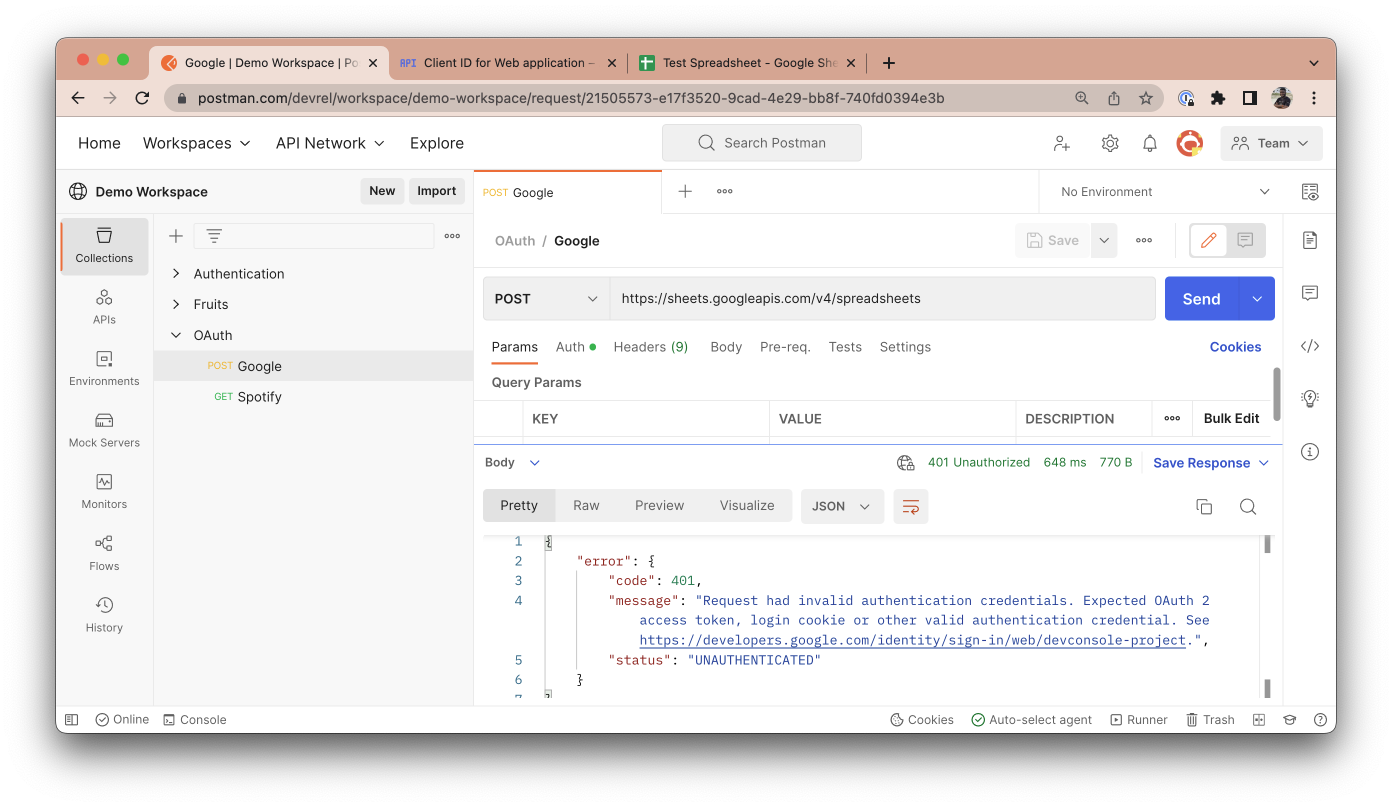 Google | Demo Workspace | Po
API Client ID for Web application –
Test Spreadsheet - Google She
postman.com/devrel/workspace/demo-workspace/request/21505573-e17f3520-9cad-4e29-bb8f-740fd0394e3b
Home Workspaces API Network Explore Search Postman Team
Demo Workspace New Import
POST Google
No Environment
Collections
APIs
Environments
Mock Servers
Monitors
Flows
History
Authentication
Fruits
OAuth
POST Google
GET Spotify
OAuth / Google
Save
POST https://sheets.googleapis.com/v4/spreadsheets Send
Params Auth Headers (9) Body Pre-req. Tests Settings Cookies
Query Params
KEY VALUE DESCRIPTION Bulk Edit
Body 401 Unauthorized 648 ms 770 B Save Response
Pretty Raw Preview Visualize JSON
1 {
2 "error": {
3 "code": 401,
4 "message": "Request had invalid authentication credentials. Expected OAuth 2
access token, login cookie or other valid authentication credential. See
https://developers.google.com/identity/sign-in/web/devconsole-project.",
5 "status": "UNAUTHENTICATED"
6 }
7 }
Online Console Cookies Auto-select agent Runner Trash